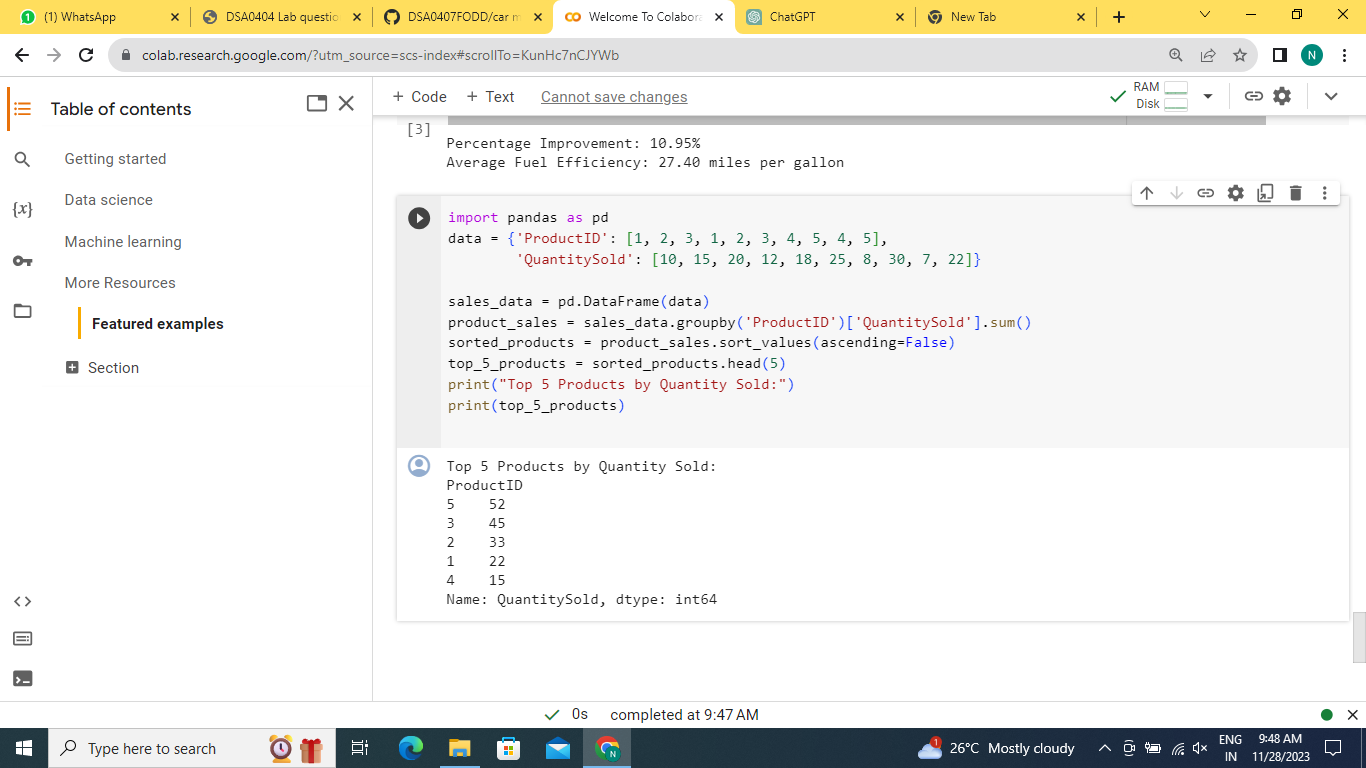 (1) WhatsApp
DSA0404 Lab questio
DSA0407FODD/car m
Welcome To Colabora
ChatGPT
New Tab
colab.research.google.com/?utm_source=scs-index#scrollTo=KunHc7nCJYWb
N
Table of contents
Getting started
Data science
Machine learning
More Resources
Featured examples
Section
{x}
+ Code + Text Cannot save changes
RAM
Disk
[3]
Percentage Improvement: 10.95%
Average Fuel Efficiency: 27.40 miles per gallon
import pandas as pd
data = {'ProductID': [1, 2, 3, 1, 2, 3, 4, 5, 4, 5],
        'QuantitySold': [10, 15, 20, 12, 18, 25, 8, 30, 7, 22]}
sales_data = pd.DataFrame(data)
product_sales = sales_data.groupby('ProductID')['QuantitySold'].sum()
sorted_products = product_sales.sort_values(ascending=False)
top_5_products = sorted_products.head(5)
print("Top 5 Products by Quantity Sold:")
print(top_5_products)
Top 5 Products by Quantity Sold:
ProductID
5    52
3    45
2    33
1    22
4    15
Name: QuantitySold, dtype: int64
0s completed at 9:47 AM
Type here to search
1
26°C Mostly cloudy
ENG
IN
9:48 AM
11/28/2023